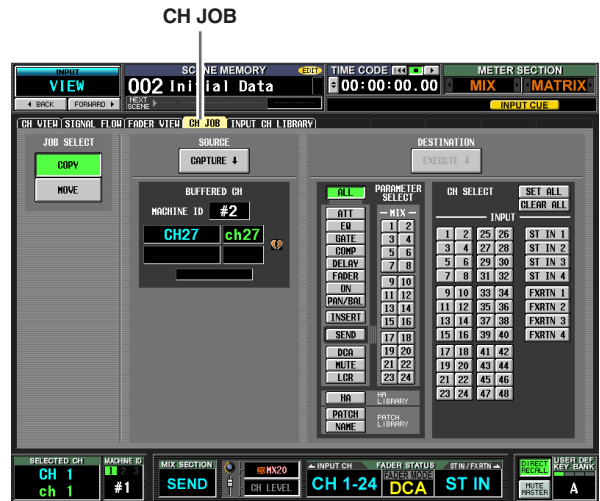 CH JOB
INPUT
VIEW
BACK
FORWARD
SCENE MEMORY
EDIT
002 Initial Data
NEXT
SCENE
TIME CODE
00:00:00.00
METER SECTION
MIX
MATRIX
INPUT CUE
CH VIEW
SIGNAL FLOW
FADER VIEW
CH JOB
INPUT CH LIBRARY
JOB SELECT
COPY
MOVE
SOURCE
CAPTURE
BUFFERED CH
MACHINE ID #2
CH27 ch27
DESTINATION
EXECUTE
ALL
PARAMETER
SELECT
ATT
EQ
GATE
COMP
DELAY
FADER
ON
PAN/BAL
INSERT
SEND
DCA
MUTE
LCR
HA
HA
LIBRARY
PATCH
NAME
PATCH
LIBRARY
MIX
1 2
3 4
5 6
7 8
9 10
11 12
13 14
15 16
17 18
19 20
21 22
23 24
CH SELECT
SET ALL
CLEAR ALL
INPUT
1 2 25 26 ST IN 1
3 4 27 28 ST IN 2
5 6 29 30 ST IN 3
7 8 31 32 ST IN 4
9 10 33 34 FXRTN 1
11 12 35 36 FXRTN 2
13 14 37 38 FXRTN 3
15 16 39 40 FXRTN 4
17 18 41 42
19 20 43 44
21 22 45 46
23 24 47 48
SELECTED CH
CH 1
ch 1
MACHINE ID
1 2 3
#1
MIX SECTION
SEND
MX20
CH LEVEL
INPUT CH
FADER STATUS
ST IN / FXRTN
CH 1-24
FADER MODE
DCA
ST IN
DIRECT
RECALL
MUTE
MASTER
USER DEF
KEY BANK
A